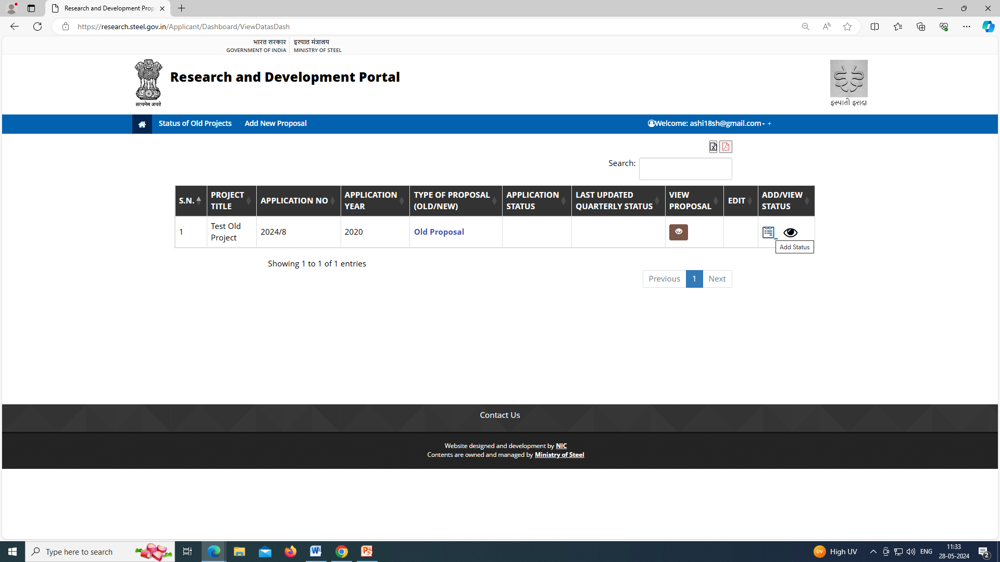 Research and Development Prop
https://research.steel.gov.in/Applicant/Dashboard/ViewDatasDash
भारत सरकार इस्पात मंत्रालय
GOVERNMENT OF INDIA MINISTRY OF STEEL
Research and Development Portal
सत्यमेव जयते
इस्पाती इरादा
Status of Old Projects Add New Proposal Welcome: ashi18sh@gmail.com +
Search:
S.N. PROJECT TITLE APPLICATION NO APPLICATION YEAR TYPE OF PROPOSAL (OLD/NEW) APPLICATION STATUS LAST UPDATED QUARTERLY STATUS VIEW PROPOSAL EDIT ADD/VIEW STATUS
1 Test Old Project 2024/8 2020 Old Proposal
Add Status
Showing 1 to 1 of 1 entries
Previous 1 Next
Contact Us
Website designed and development by NIC
Contents are owned and managed by Ministry of Steel
Type here to search
UV High UV ENG 11:33
28-05-2024
2